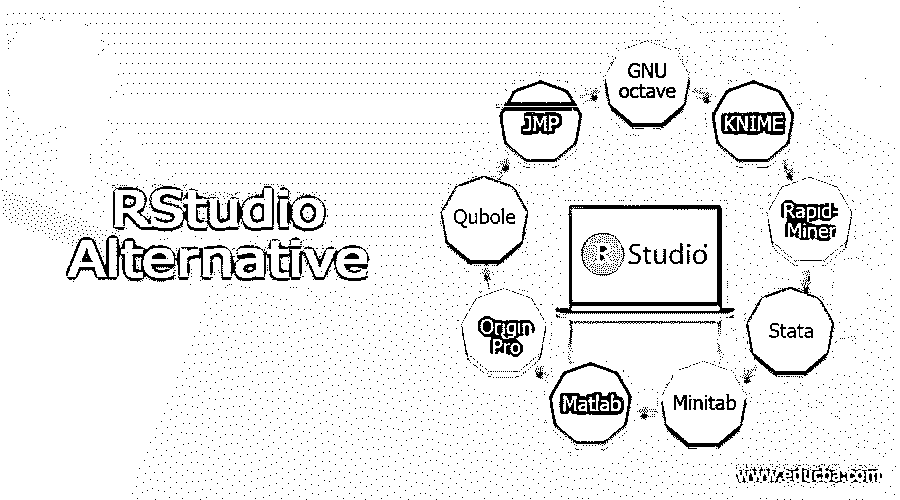 RStudio
Alternative
GNU
octave
KNIME
Rapid-
Miner
Stata
Minitab
Matlab
Origin
Pro
Qubole
JMP
R Studio
www.educba.com